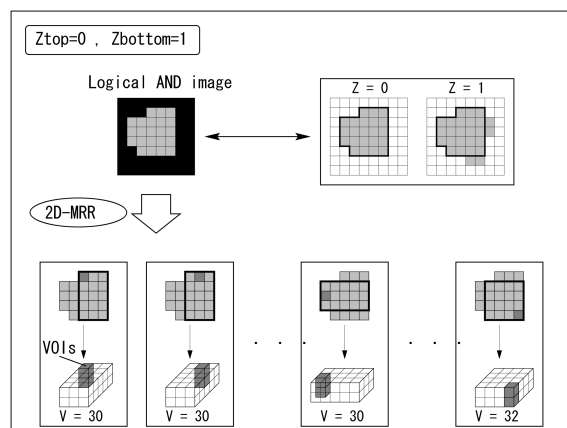 Ztop=0 , Zbottom=1
Logical AND image
Z = 0
Z = 1
2D-MRR
VOIs
. . .
. . .
V = 30
V = 30
V = 30
V = 32